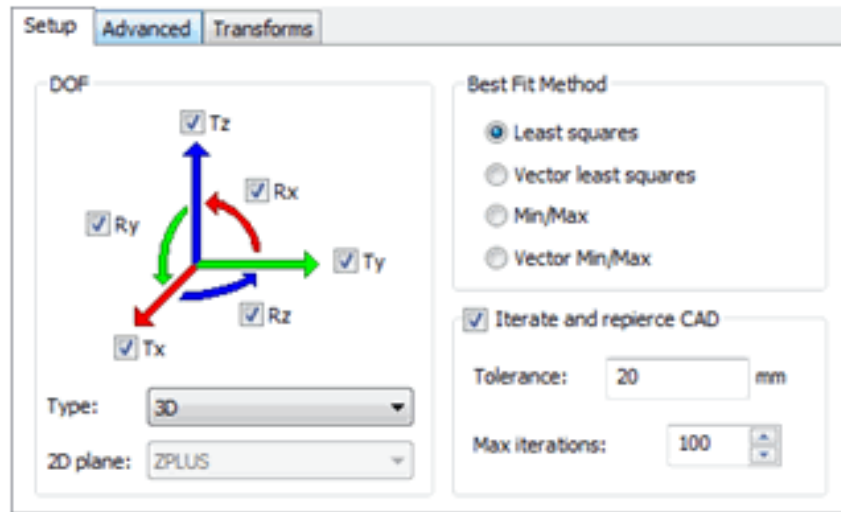 Setup
Advanced
Transforms
DOF
Tz
Rx
Ry
Ty
Rz
Tx
Type:
3D
2D plane:
ZPLUS
Best Fit Method
Least squares
Vector least squares
Min/Max
Vector Min/Max
Iterate and repierce CAD
Tolerance:
20
mm
Max iterations:
100